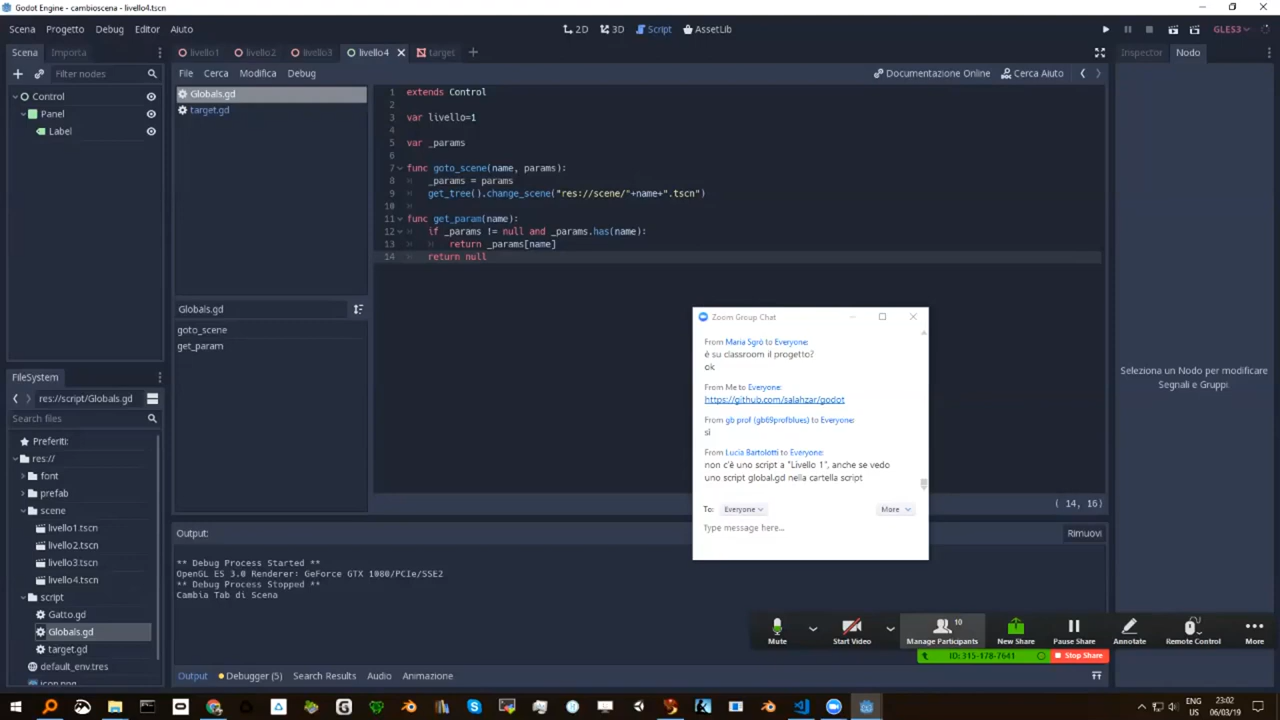 Godot Engine - cambioscena - livello4.tscn
Scena Progetto Debug Editor Aiuto
2D 3D Script AssetLib
GLES3
Scena Importa
livello1 livello2 livello3 livello4 target
Inspector Nodo
Filter nodes
File Cerca Modifica Debug
Documentazione Online Cerca Aiuto
Control
Panel
Label
Globals.gd
target.gd
1 extends Control
2
3 var livello=1
4
5 var _params
6
7 func goto_scene(name, params):
8 _params = params
9 get_tree().change_scene("res://scene/"+name+".tscn")
10
11 func get_param(name):
12 if _params != null and _params.has(name):
13 return _params[name]
14 return null
Globals.gd
goto_scene
get_param
Seleziona un Nodo per modificare
Segnali e Gruppi.
Zoom Group Chat
From Maria Sgrò to Everyone:
è su classroom il progetto?
ok
From Me to Everyone:
https://github.com/salahzar/godot
From gb prof (gb69profblues) to Everyone:
sì
From Lucia Bartolotti to Everyone:
non c'è uno script a "Livello 1", anche se vedo
uno script global.gd nella cartella script
To: Everyone More
Type message here...
( 14, 16)
FileSystem
res://script/Globals.gd
Search files
Preferiti:
res://
font
prefab
scene
livello1.tscn
livello2.tscn
livello3.tscn
livello4.tscn
script
Gatto.gd
Globals.gd
target.gd
default_env.tres
icon.png
Output:
Rimuovi
** Debug Process Started **
OpenGL ES 3.0 Renderer: GeForce GTX 1080/PCIe/SSE2
** Debug Process Stopped **
Cambia Tab di Scena
Output Debugger (5) Search Results Audio Animazione
10
Mute Start Video Manage Participants New Share Pause Share Annotate Remote Control More
ID: 315-178-7641 Stop Share
ENG
US
23:02
06/03/19